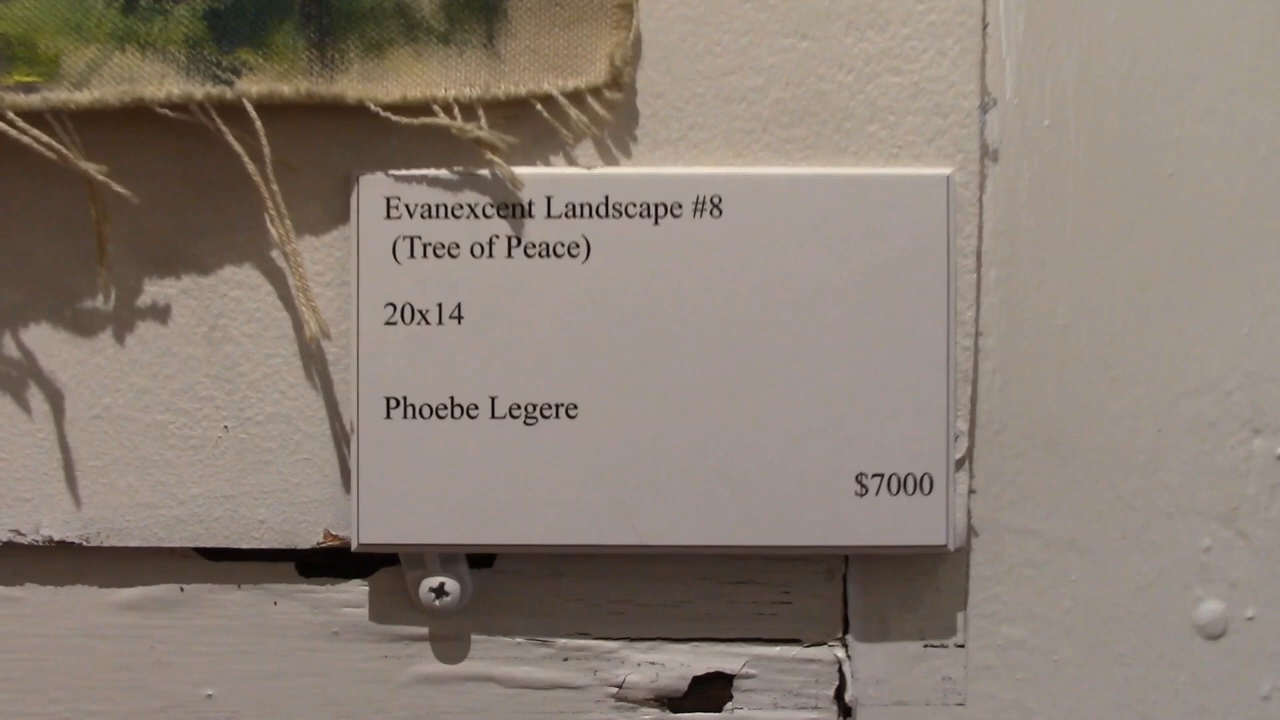 Evanexcent Landscape #8
(Tree of Peace)
20x14
Phoebe Legere
$7000